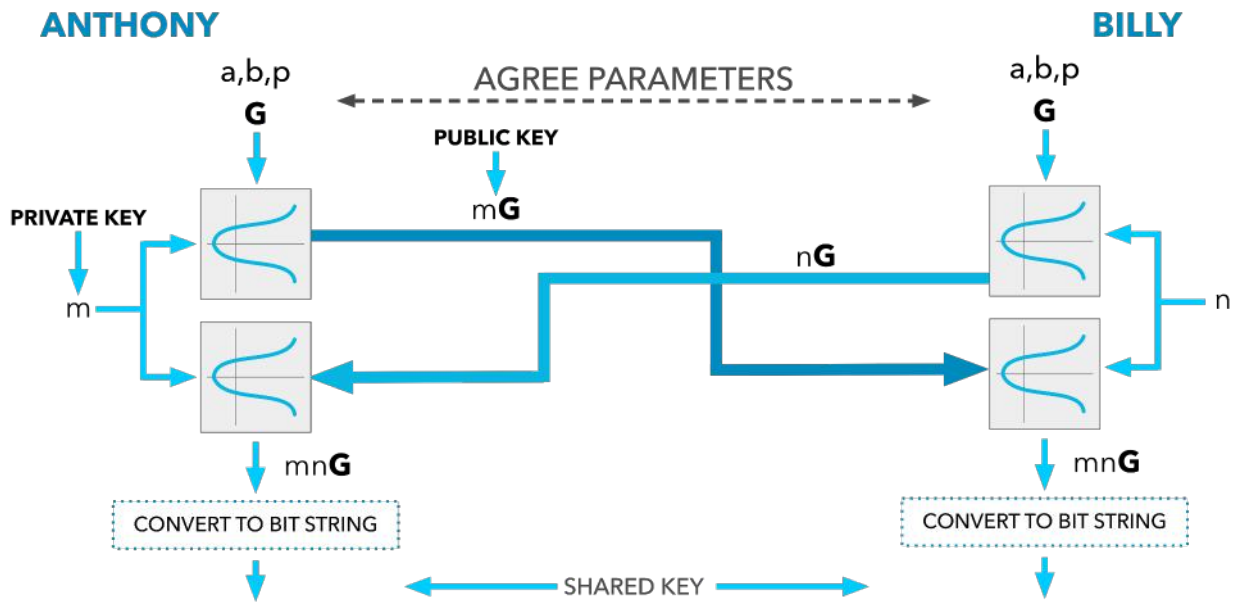 ANTHONY
BILLY
a,b,p
G
AGREE PARAMETERS
a,b,p
G
PUBLIC KEY
mG
PRIVATE KEY
m
nG
n
mnG
mnG
CONVERT TO BIT STRING
CONVERT TO BIT STRING
SHARED KEY